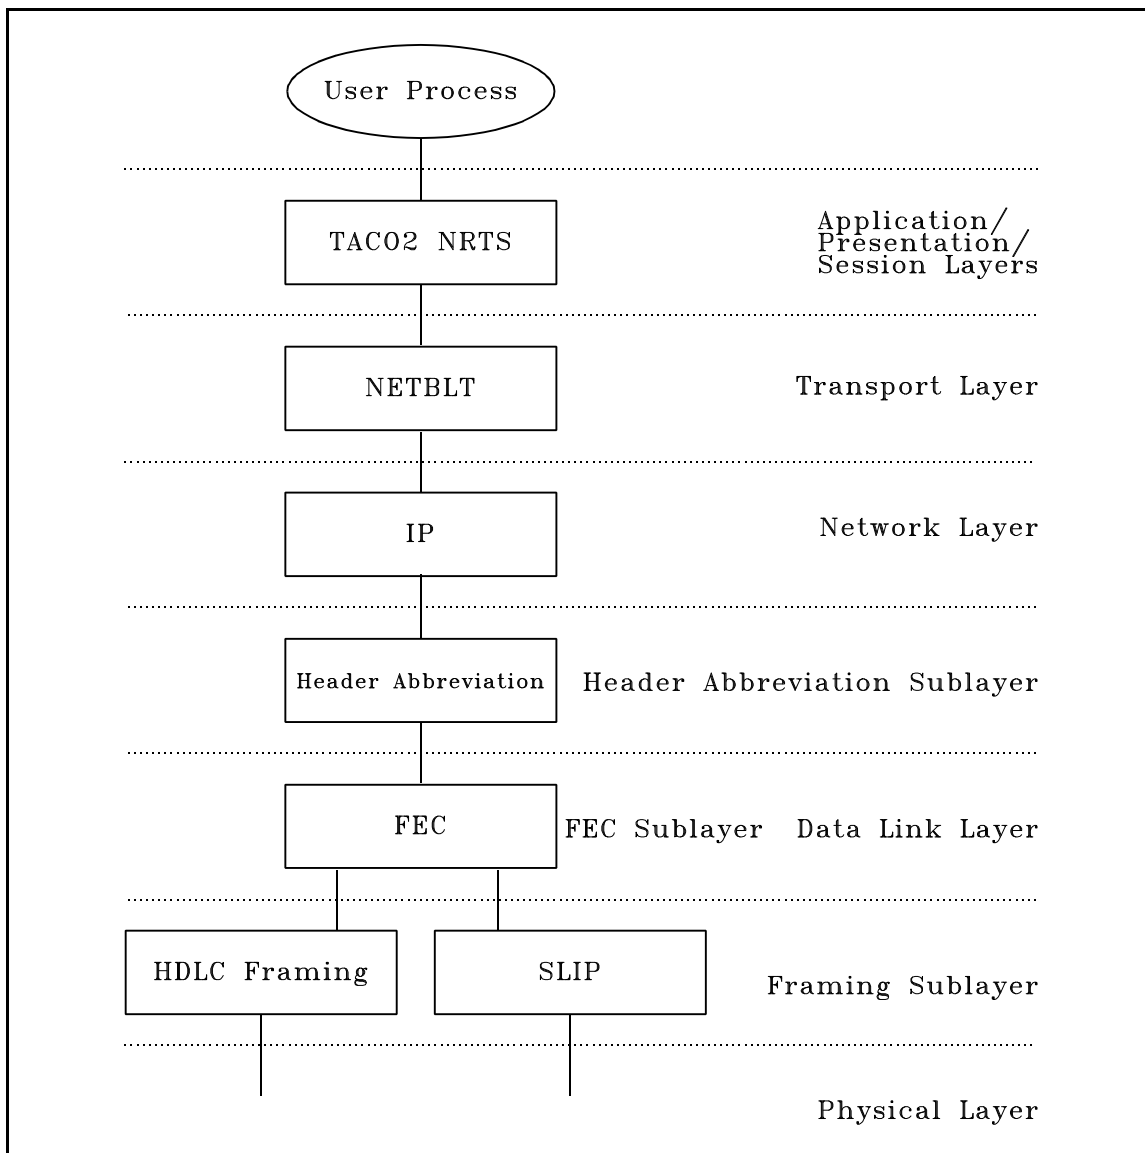 User Process
TACO2 NRTS
Application/
Presentation/
Session Layers
NETBLT
Transport Layer
IP
Network Layer
Header Abbreviation
Header Abbreviation Sublayer
FEC
FEC Sublayer Data Link Layer
HDLC Framing
SLIP
Framing Sublayer
Physical Layer